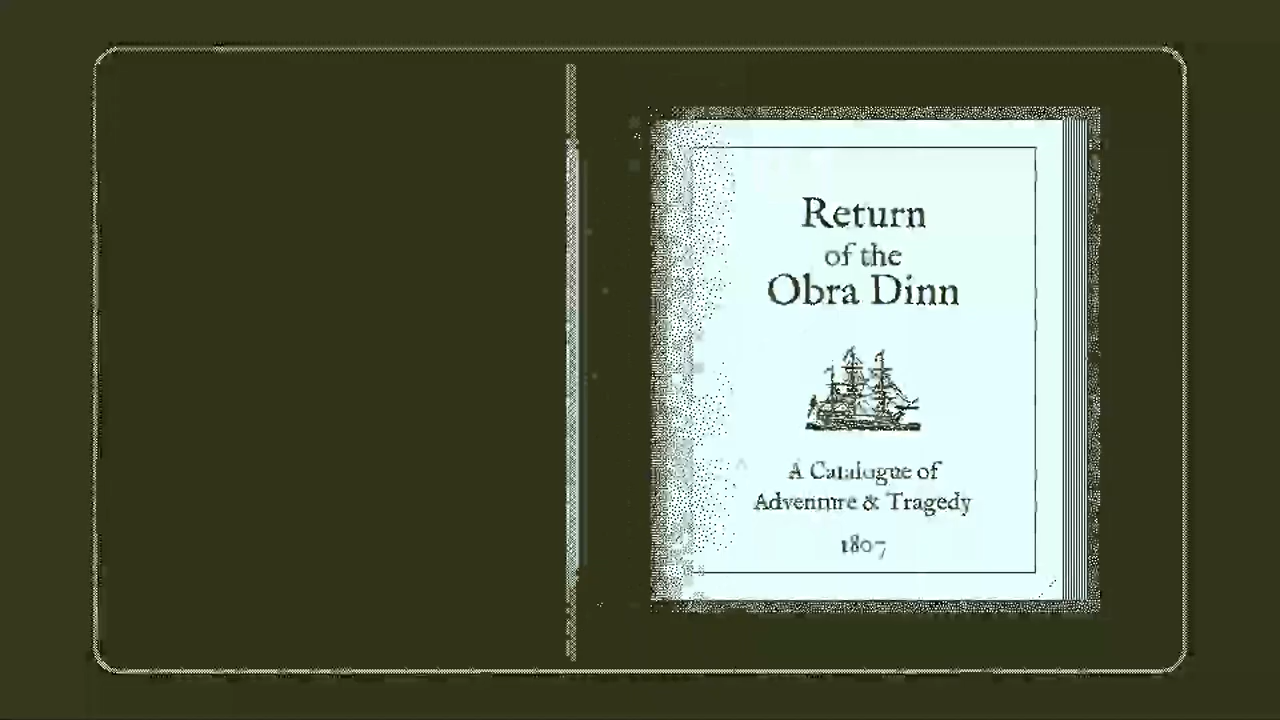 Return
of the
Obra Dinn
A Catalogue of
Adventure & Tragedy
1807